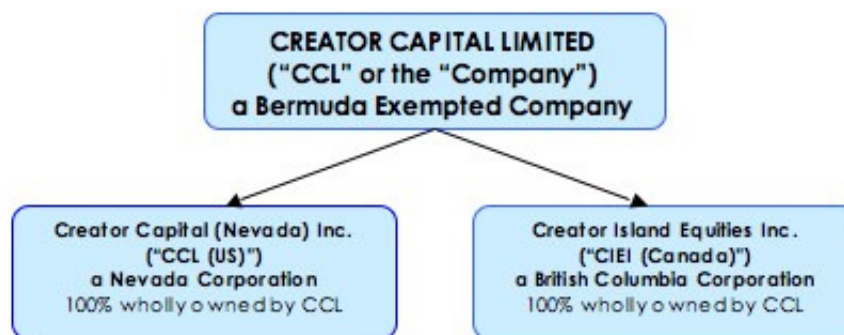 CREATOR CAPITAL LIMITED
(“CCL” or the “Company”)
a Bermuda Exempted Company
Creator Capital (Nevada) Inc.
(“CCL (US)”)
a Nevada Corporation
100% wholly owned by CCL
Creator Island Equities Inc.
(“CIEI (Canada)”)
a British Columbia Corporation
100% wholly owned by CCL